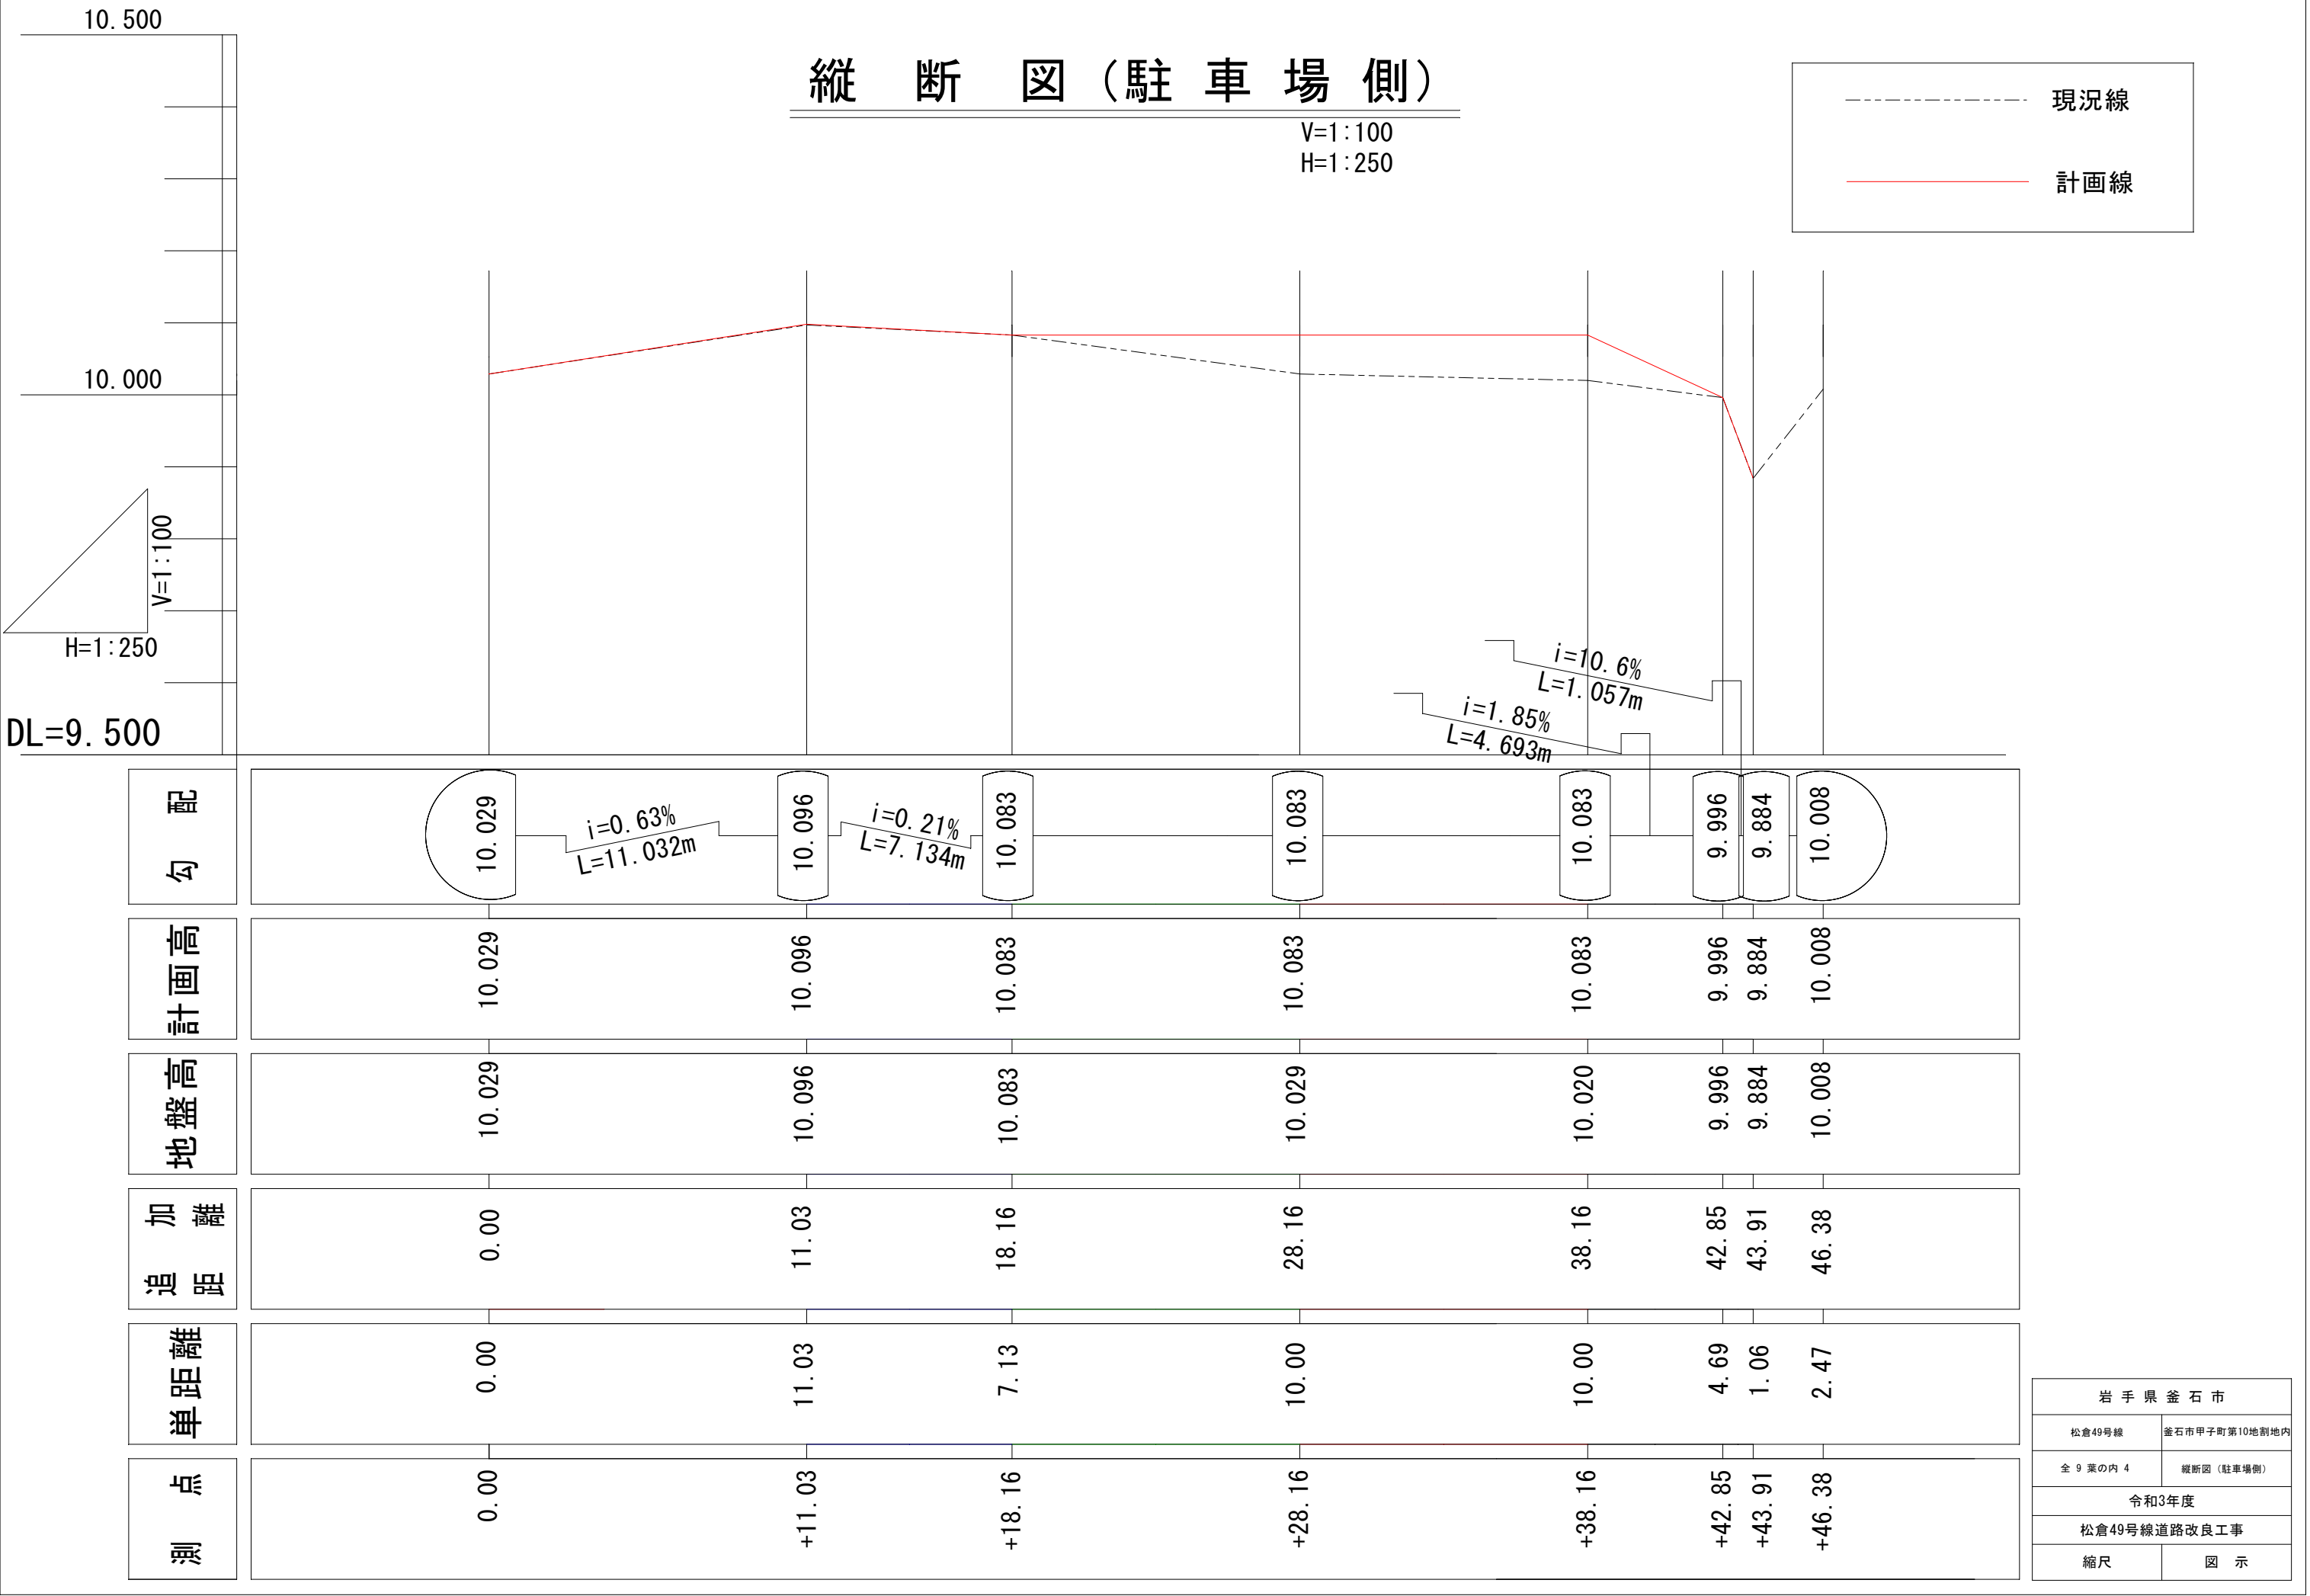 10.500
縦断図(駐車場側)
V=1:100
H=1:250
現況線
計画線
10.000
V=1:100
H=1:250
DL=9.500
i=10.6%
L=1.057m
i=1.85%
L=4.693m
勾配
10.029
i=0.63%
L=11.032m
10.096
i=0.21%
L=7.134m
10.083
10.083
10.083
9.996
9.884
10.008
計画高
10.029
10.096
10.083
10.083
10.083
9.996
9.884
10.008
地盤高
10.029
10.096
10.083
10.029
10.020
9.996
9.884
10.008
追加
距離
0.00
11.03
18.16
28.16
38.16
42.85
43.91
46.38
単距離
0.00
11.03
7.13
10.00
10.00
4.69
1.06
2.47
測点
0.00
+11.03
+18.16
+28.16
+38.16
+42.85
+43.91
+46.38
岩手県釜石市
松倉49号線
釜石市甲子町第10地割地内
全 9 葉の内 4
縦断図(駐車場側)
令和3年度
松倉49号線道路改良工事
縮尺
図示